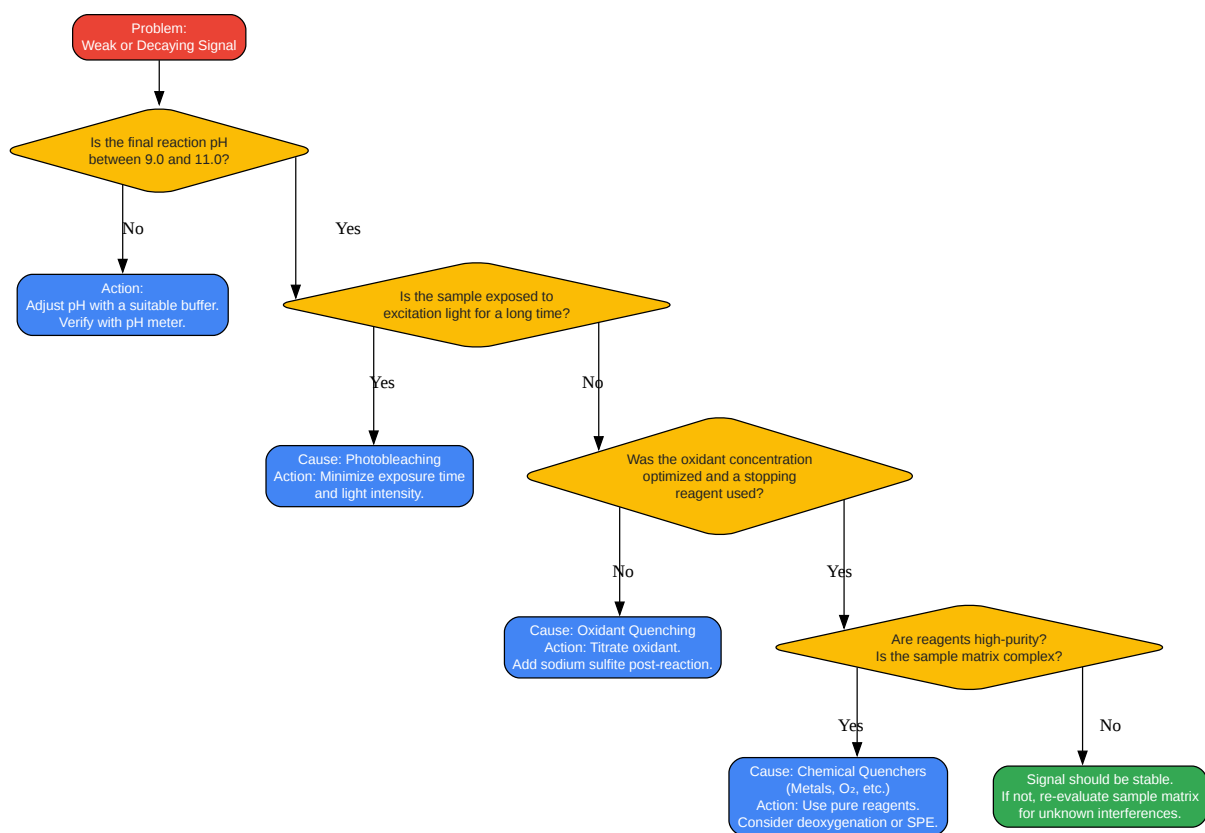 Problem:
Weak or Decaying Signal
Is the final reaction pH
between 9.0 and 11.0?
No
Yes
Action:
Adjust pH with a suitable buffer.
Verify with pH meter.
Is the sample exposed to
excitation light for a long time?
Yes
No
Cause: Photobleaching
Action: Minimize exposure time
and light intensity.
Was the oxidant concentration
optimized and a stopping
reagent used?
No
Yes
Cause: Oxidant Quenching
Action: Titrate oxidant.
Add sodium sulfite post-reaction.
Are reagents high-purity?
Is the sample matrix complex?
Yes
No
Cause: Chemical Quenchers
(Metals, O₂, etc.)
Action: Use pure reagents.
Consider deoxygenation or SPE.
Signal should be stable.
If not, re-evaluate sample matrix
for unknown interferences.